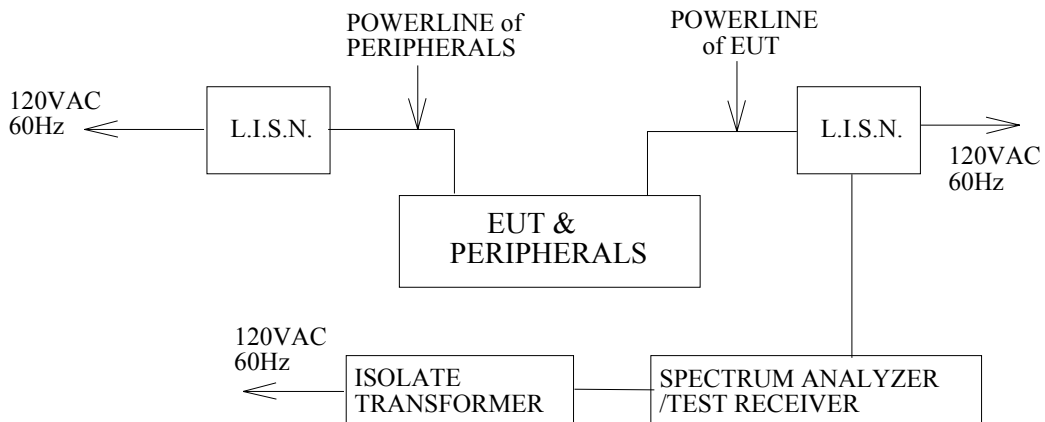 POWERLINE of
PERIPHERALS
POWERLINE
of EUT
120VAC
60Hz
L.I.S.N.
L.I.S.N.
120VAC
60Hz
EUT &
PERIPHERALS
120VAC
60Hz
ISOLATE
TRANSFORMER
SPECTRUM ANALYZER
/TEST RECEIVER